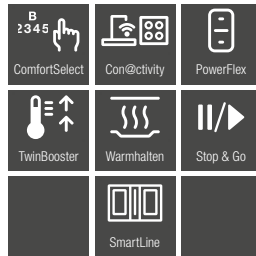 B
2345
ComfortSelect
Con@ctivity
PowerFlex
TwinBooster
Warmhalten
Stop & Go
SmartLine